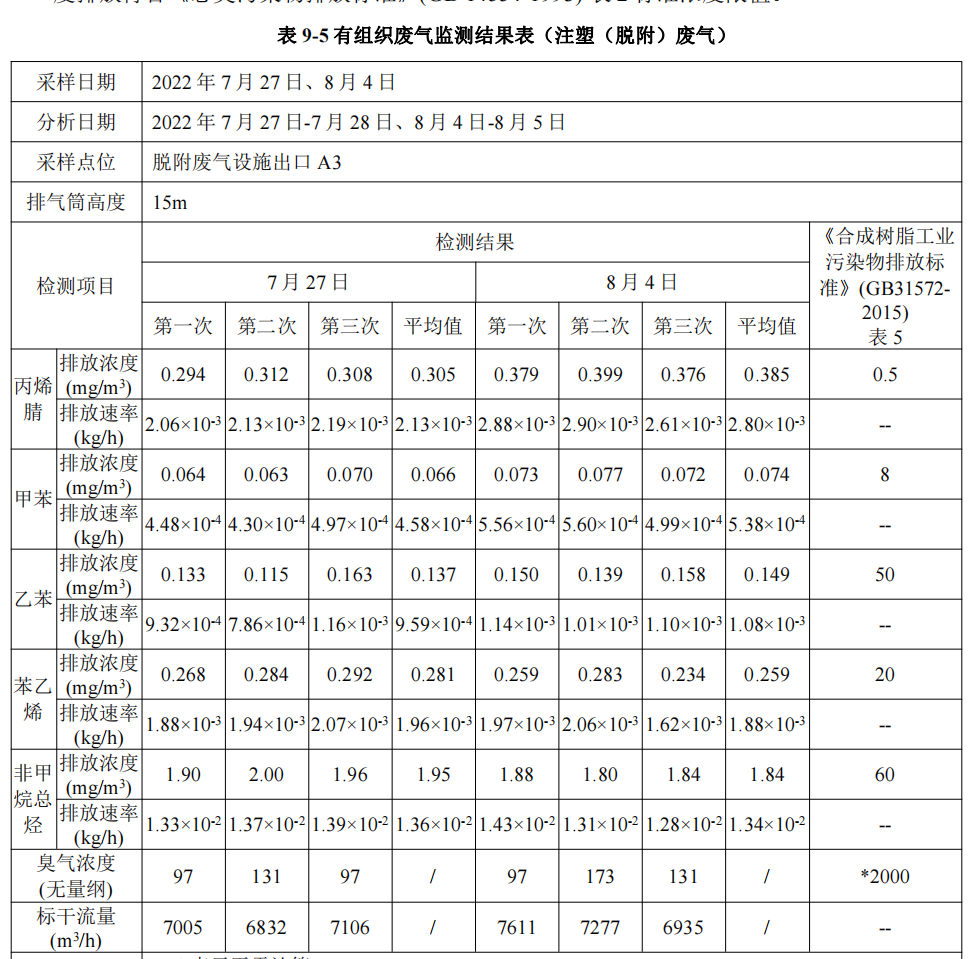 表 9-5 有组织废气监测结果表（注塑（脱附）废气）
采样日期 2022 年 7 月 27 日、8 月 4 日
分析日期 2022 年 7 月 27 日-7 月 28 日、8 月 4 日-8 月 5 日
采样点位 脱附废气设施出口 A3
排气筒高度 15m
检测项目 检测结果 《合成树脂工业污染物排放标准》(GB31572-2015) 表 5
7 月 27 日 8 月 4 日
第一次 第二次 第三次 平均值 第一次 第二次 第三次 平均值
丙烯腈 排放浓度 (mg/m³) 0.294 0.312 0.308 0.305 0.379 0.399 0.376 0.385 0.5
排放速率 (kg/h) 2.06×10⁻³ 2.13×10⁻³ 2.19×10⁻³ 2.13×10⁻³ 2.88×10⁻³ 2.90×10⁻³ 2.61×10⁻³ 2.80×10⁻³ --
甲苯 排放浓度 (mg/m³) 0.064 0.063 0.070 0.066 0.073 0.077 0.072 0.074 8
排放速率 (kg/h) 4.48×10⁻⁴ 4.30×10⁻⁴ 4.97×10⁻⁴ 4.58×10⁻⁴ 5.56×10⁻⁴ 5.60×10⁻⁴ 4.99×10⁻⁴ 5.38×10⁻⁴ --
乙苯 排放浓度 (mg/m³) 0.133 0.115 0.163 0.137 0.150 0.139 0.158 0.149 50
排放速率 (kg/h) 9.32×10⁻⁴ 7.86×10⁻⁴ 1.16×10⁻³ 9.59×10⁻⁴ 1.14×10⁻³ 1.01×10⁻³ 1.10×10⁻³ 1.08×10⁻³ --
苯乙烯 排放浓度 (mg/m³) 0.268 0.284 0.292 0.281 0.259 0.283 0.234 0.259 20
排放速率 (kg/h) 1.88×10⁻³ 1.94×10⁻³ 2.07×10⁻³ 1.96×10⁻³ 1.97×10⁻³ 2.06×10⁻³ 1.62×10⁻³ 1.88×10⁻³ --
非甲烷总烃 排放浓度 (mg/m³) 1.90 2.00 1.96 1.95 1.88 1.80 1.84 1.84 60
排放速率 (kg/h) 1.33×10⁻² 1.37×10⁻² 1.39×10⁻² 1.36×10⁻² 1.43×10⁻² 1.31×10⁻² 1.28×10⁻² 1.34×10⁻² --
臭气浓度 (无量纲) 97 131 97 / 97 173 131 / *2000
标干流量 (m³/h) 7005 6832 7106 / 7611 7277 6935 / --